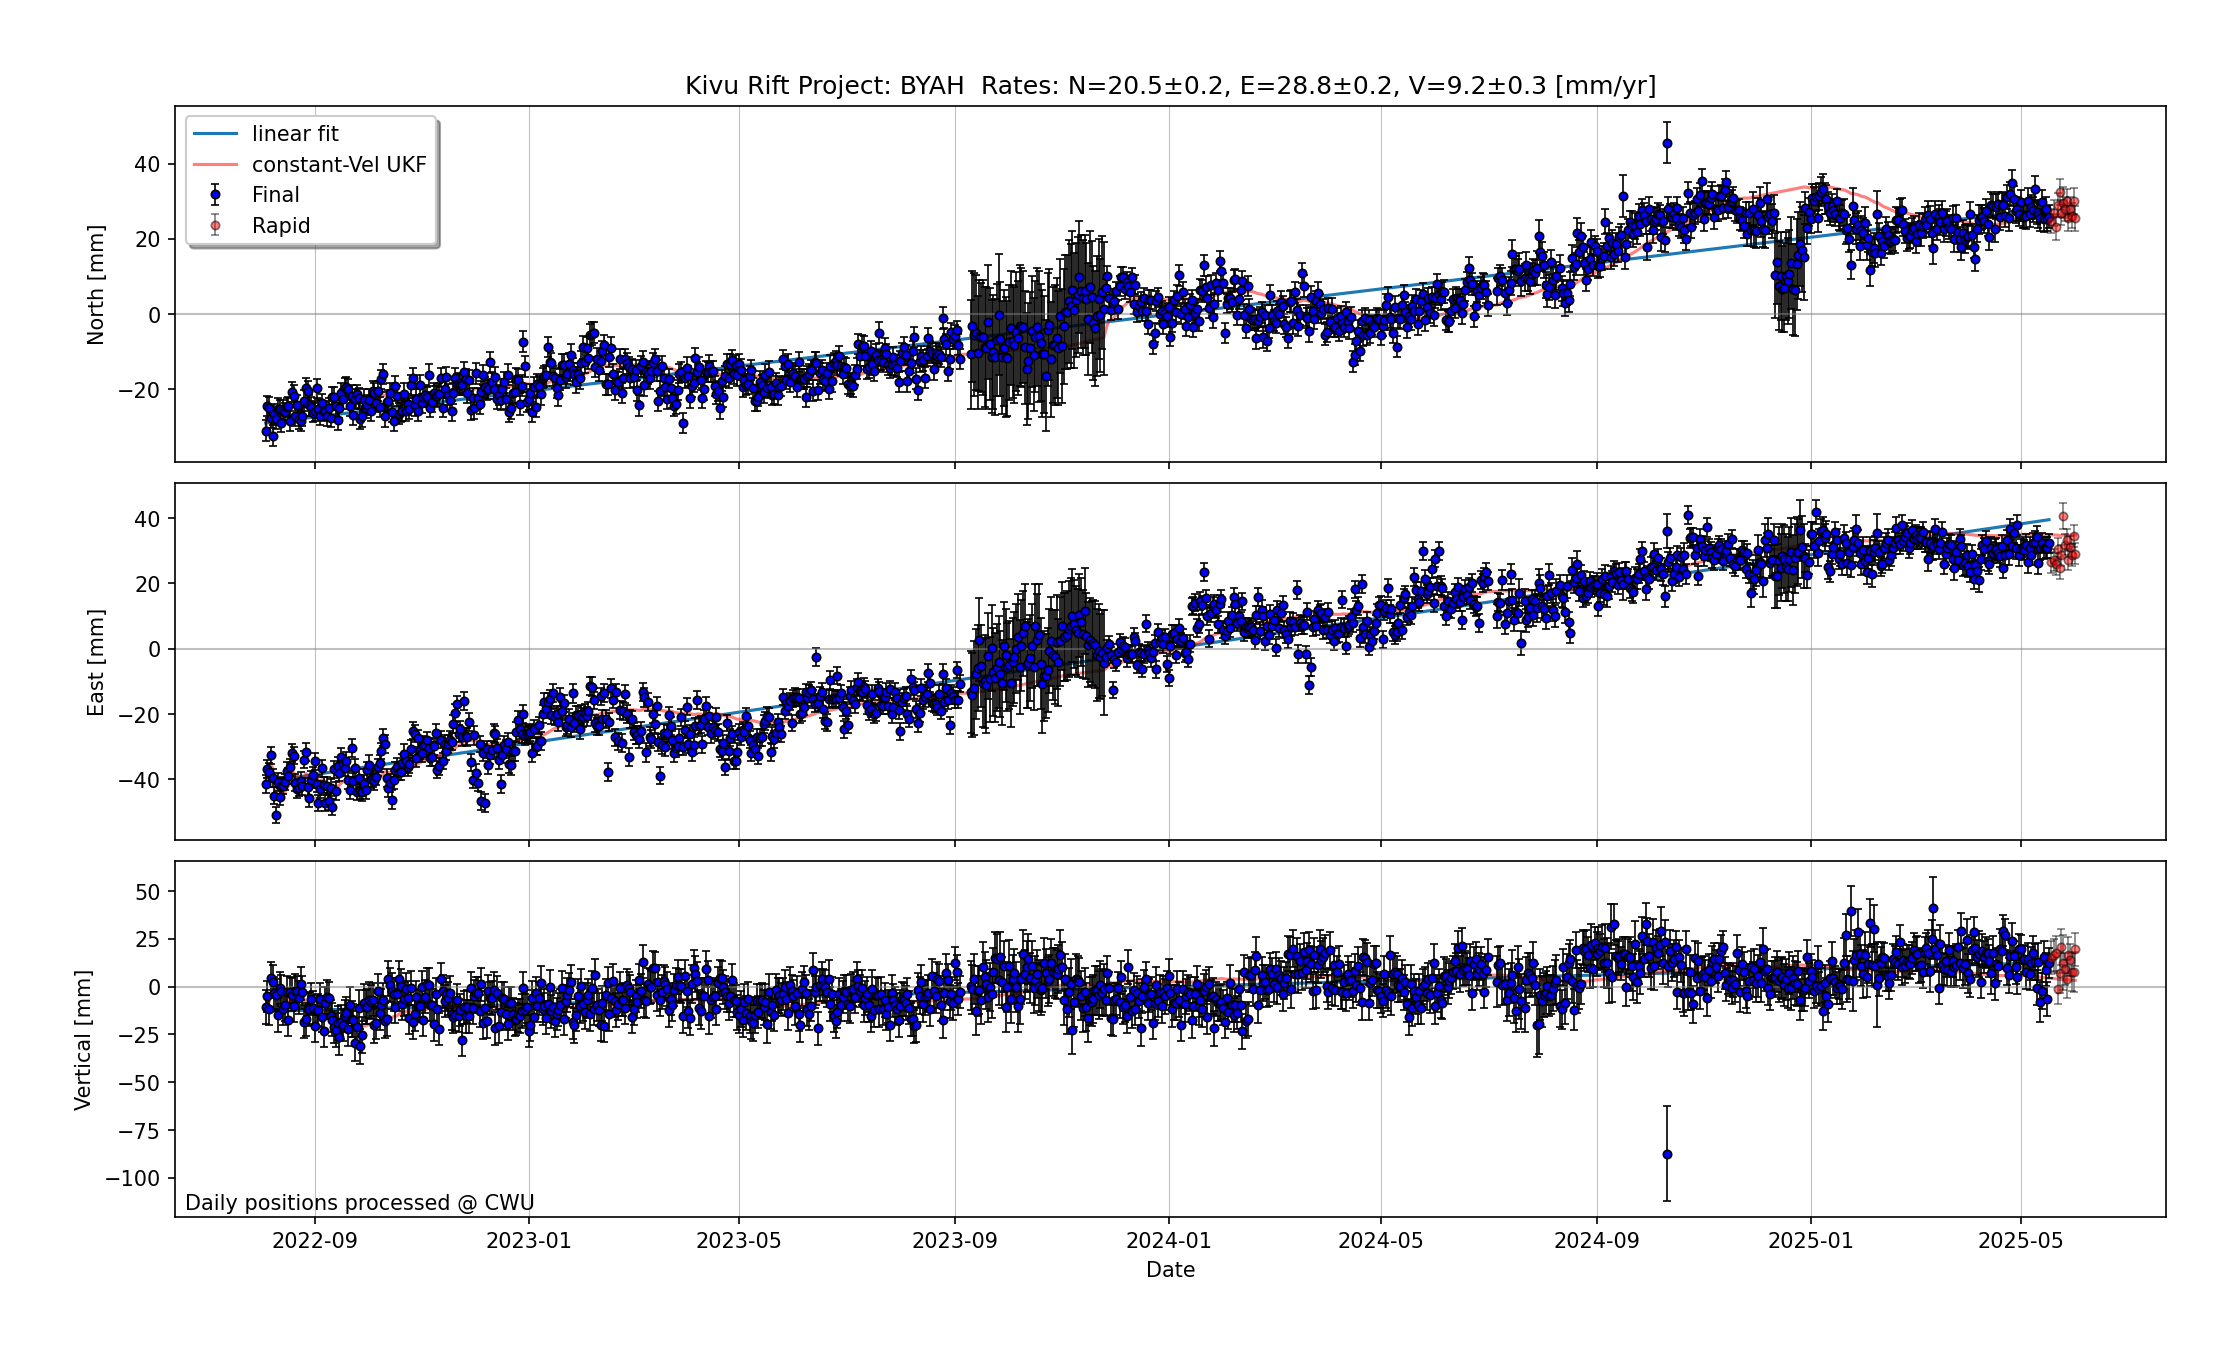 Kivu Rift Project: BYAH  Rates: N=20.5±0.2, E=28.8±0.2, V=9.2±0.3 [mm/yr]
linear fit
constant-Vel UKF
Final
Rapid
North [mm]
40
20
0
−20
East [mm]
40
20
0
−20
−40
Vertical [mm]
50
25
0
−25
−50
−75
−100
Daily positions processed @ CWU
2022-09 2023-01 2023-05 2023-09 2024-01 2024-05 2024-09 2025-01 2025-05
Date